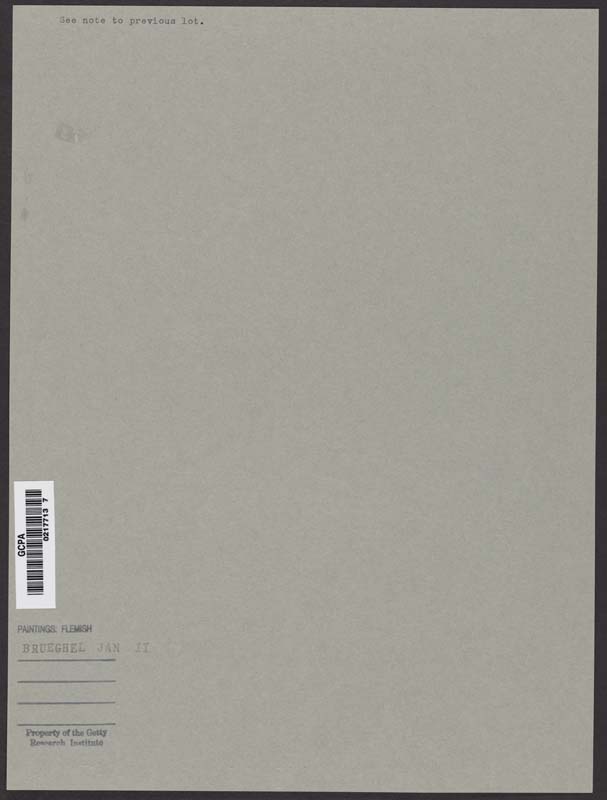 See note to previous lot.
GCPA
0217713 7
PAINTINGS: FLEMISH
BRUEGHEL JAN II
Property of the Getty
Research Institute